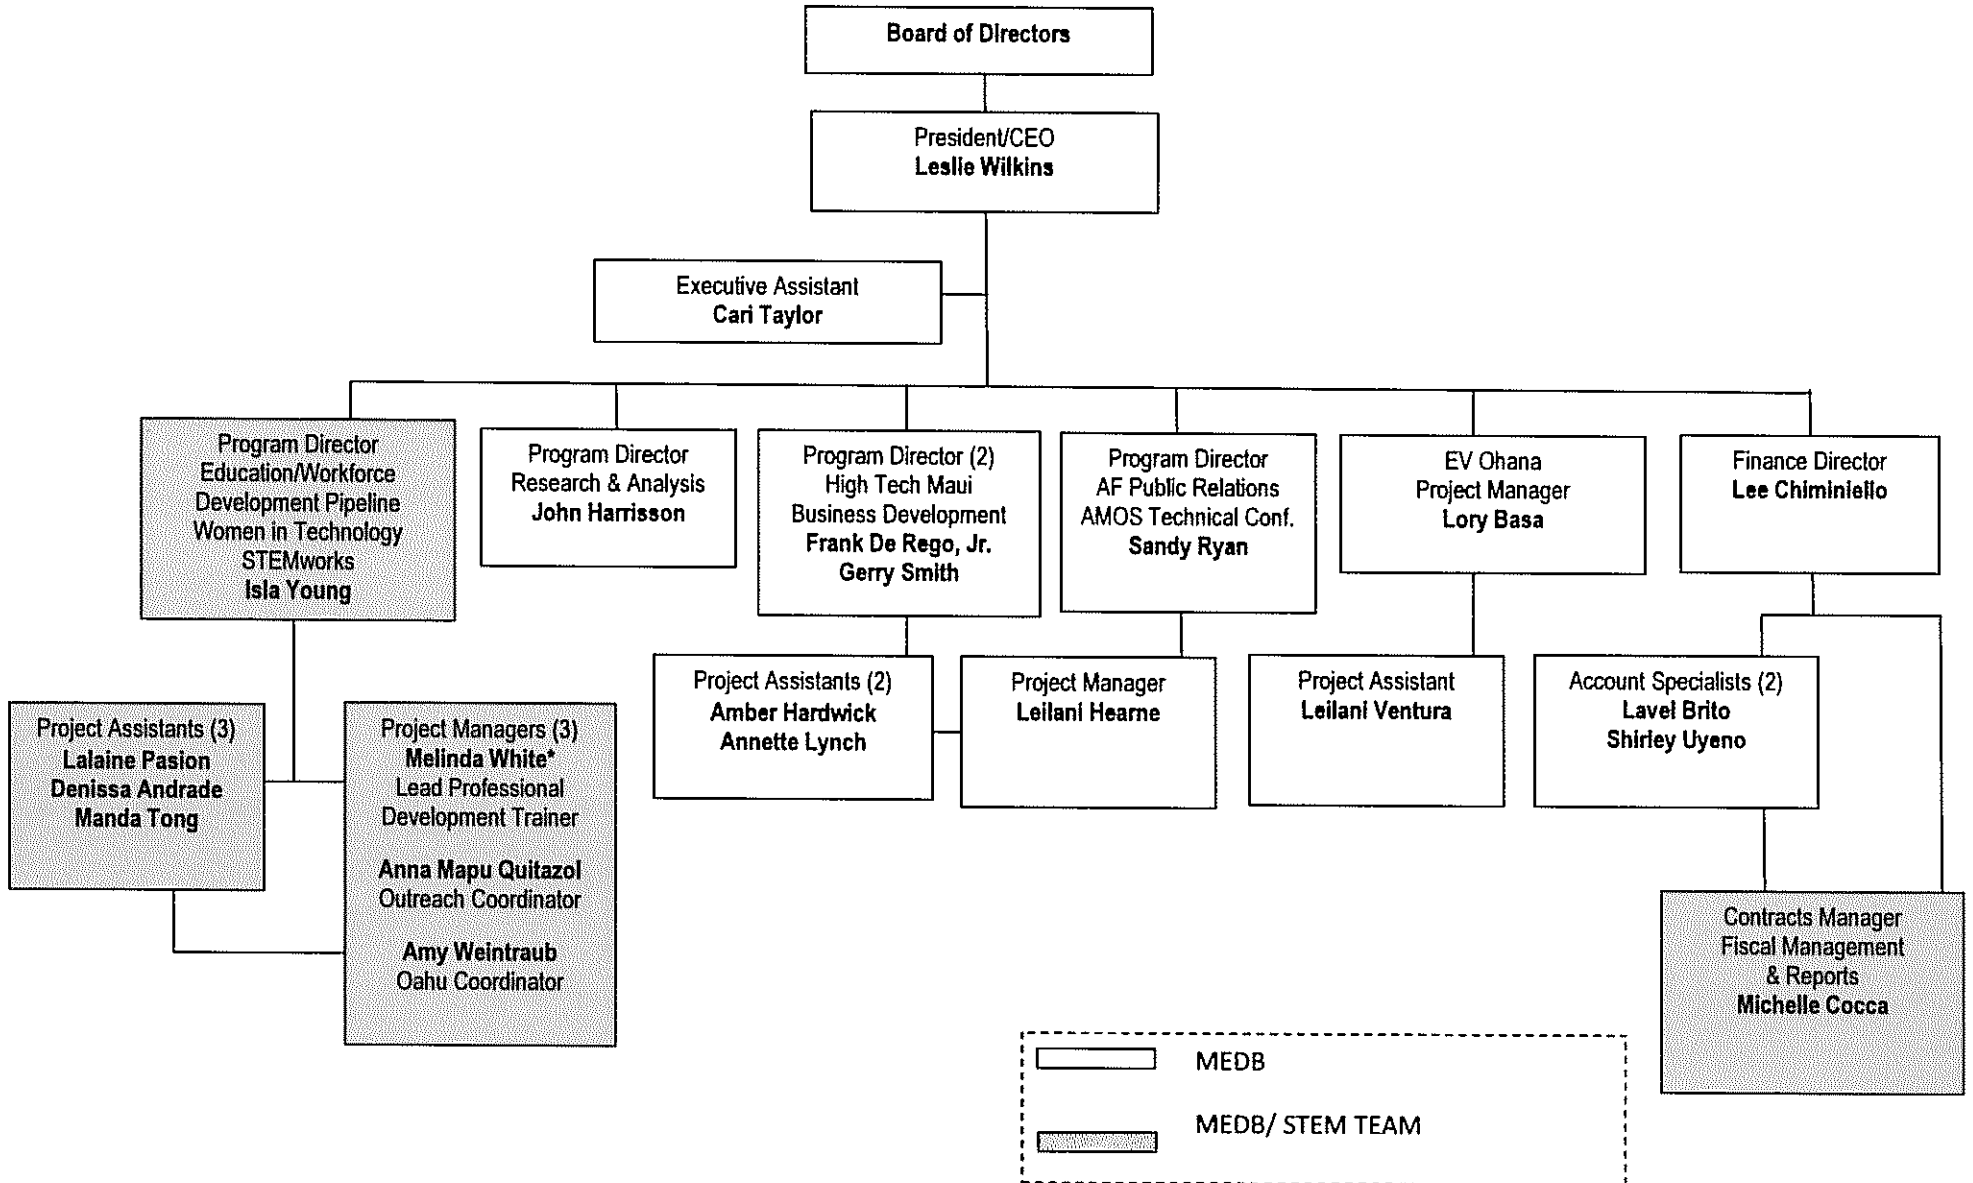 Board of Directors
President/CEO
Leslie Wilkins
Executive Assistant
Cari Taylor
Program Director
Education/Workforce
Development Pipeline
Women in Technology
STEMworks
Isla Young
Program Director
Research & Analysis
John Harrisson
Program Director (2)
High Tech Maui
Business Development
Frank De Rego, Jr.
Gerry Smith
Program Director
AF Public Relations
AMOS Technical Conf.
Sandy Ryan
EV Ohana
Project Manager
Lory Basa
Finance Director
Lee Chiminiello
Project Assistants (3)
Lalaine Pasion
Denissa Andrade
Manda Tong
Project Managers (3)
Melinda White*
Lead Professional
Development Trainer
Anna Mapu Quitazol
Outreach Coordinator
Amy Weintraub
Oahu Coordinator
Project Assistants (2)
Amber Hardwick
Annette Lynch
Project Manager
Leilani Hearne
Project Assistant
Leilani Ventura
Account Specialists (2)
Lavel Brito
Shirley Uyeno
Contracts Manager
Fiscal Management
& Reports
Michelle Cocca
MEDB
MEDB/ STEM TEAM